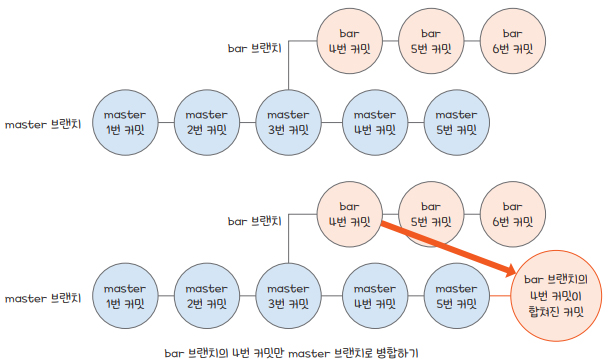 bar 브랜치
bar
4번 커밋
bar
5번 커밋
bar
6번 커밋
master 브랜치
master
1번 커밋
master
2번 커밋
master
3번 커밋
master
4번 커밋
master
5번 커밋
bar 브랜치
bar
4번 커밋
bar
5번 커밋
bar
6번 커밋
master 브랜치
master
1번 커밋
master
2번 커밋
master
3번 커밋
master
4번 커밋
master
5번 커밋
bar 브랜치의
4번 커밋이
합쳐진 커밋
bar 브랜치의 4번 커밋만 master 브랜치로 병합하기